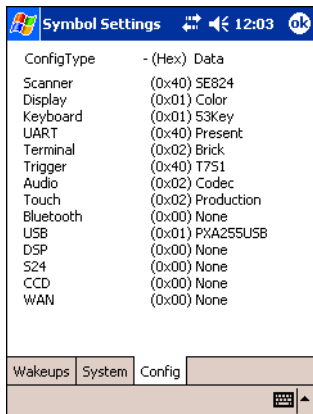 Symbol Settings 12:03 ok
ConfigType - (Hex) Data
Scanner (0x40) SE824
Display (0x01) Color
Keyboard (0x01) 53Key
UART (0x40) Present
Terminal (0x02) Brick
Trigger (0x40) T7S1
Audio (0x02) Codec
Touch (0x02) Production
Bluetooth (0x00) None
USB (0x01) PXA255USB
DSP (0x00) None
S24 (0x00) None
CCD (0x00) None
WAN (0x00) None
Wakeups System Config